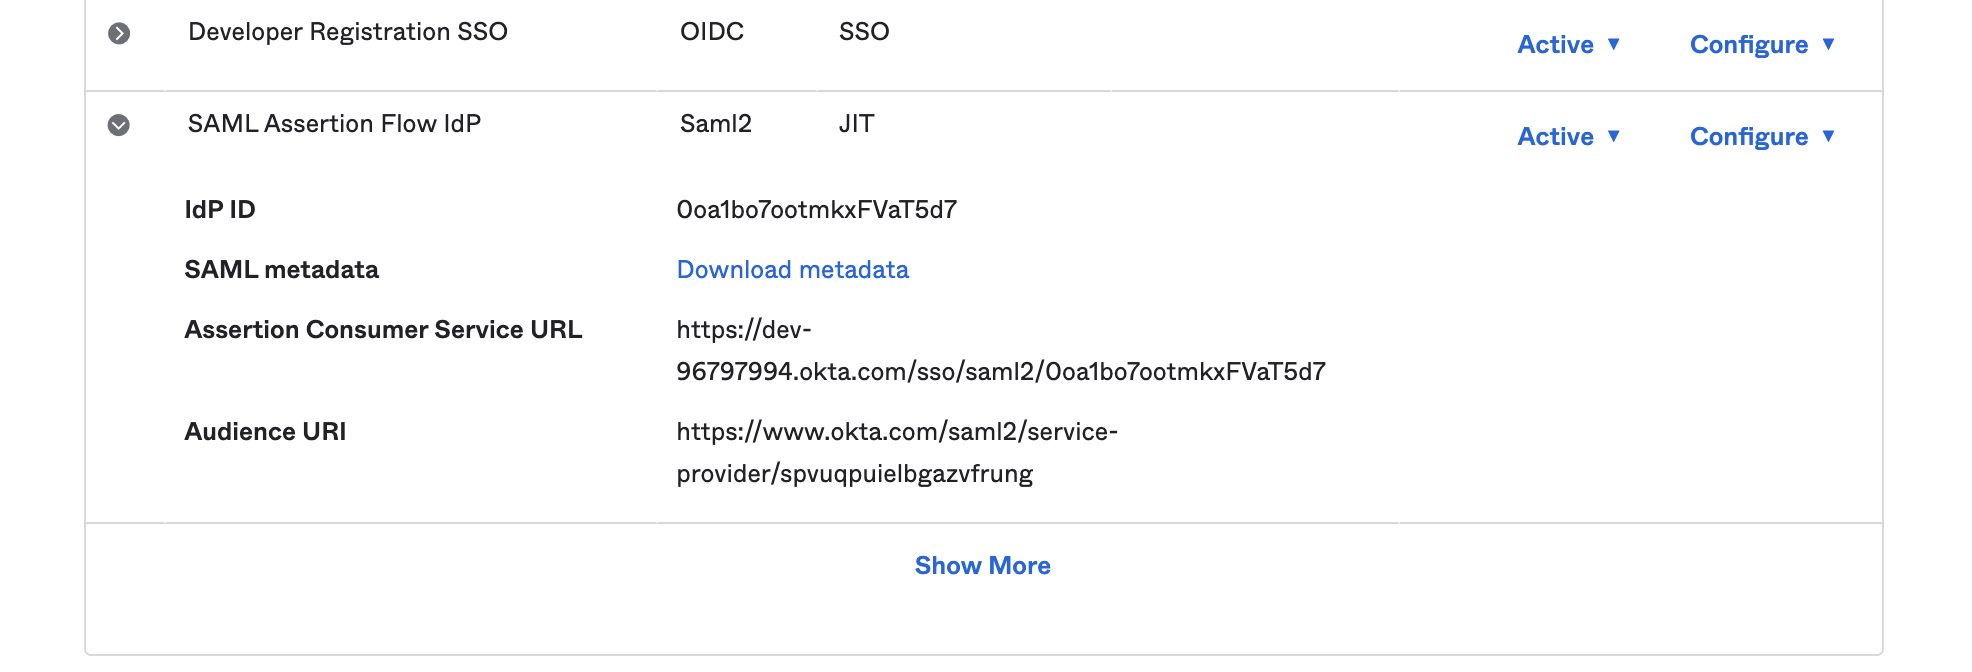 Developer Registration SSO OIDC SSO Active ▼ Configure ▼
SAML Assertion Flow IdP Saml2 JIT Active ▼ Configure ▼
IdP ID 0oa1bo7ootmkxFVaT5d7
SAML metadata Download metadata
Assertion Consumer Service URL https://dev-
96797994.okta.com/sso/saml2/0oa1bo7ootmkxFVaT5d7
Audience URI https://www.okta.com/saml2/service-
provider/spvuqpuielbgazvfrung
Show More